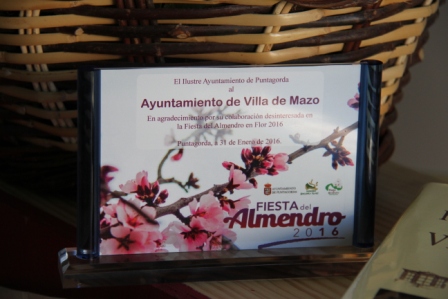 El Ilustre Ayuntamiento de Puntagorda
al
Ayuntamiento de Villa de Mazo
En agradecimiento por su colaboración desinteresada en
la Fiesta del Almendro en Flor 2016
Puntagorda, a 31 de Enero de 2016.
FIESTA del
Almendro
2016